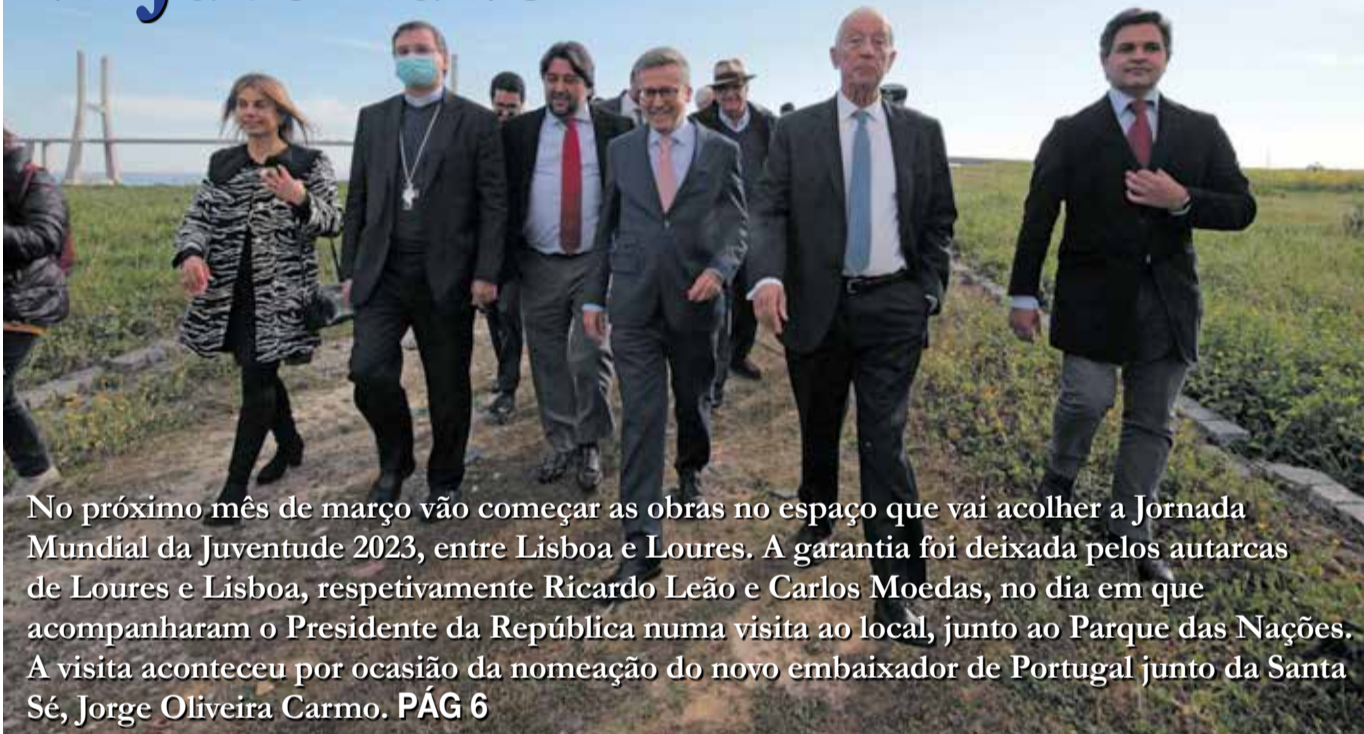 No próximo mês de março vão começar as obras no espaço que vai acolher a Jornada
Mundial da Juventude 2023, entre Lisboa e Loures. A garantia foi deixada pelos autarcas
de Loures e Lisboa, respetivamente Ricardo Leão e Carlos Moedas, no dia em que
acompanharam o Presidente da República numa visita ao local, junto ao Parque das Nações.
A visita aconteceu por ocasião da nomeação do novo embaixador de Portugal junto da Santa
Sé, Jorge Oliveira Carmo. PÁG 6